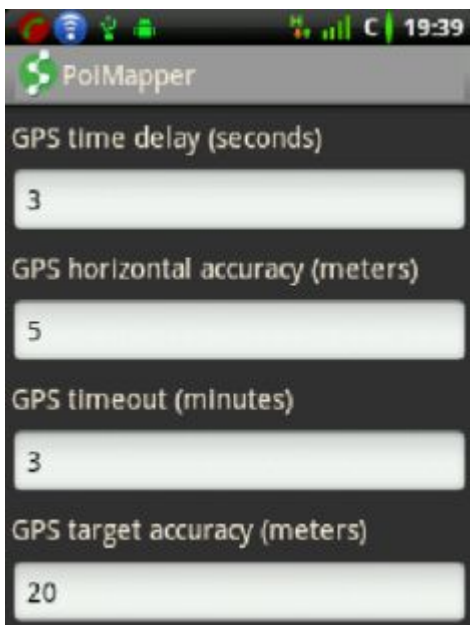 H
C
19:39
PoiMapper
GPS time delay (seconds)
3
GPS horizontal accuracy (meters)
5
GPS timeout (minutes)
3
GPS target accuracy (meters)
20